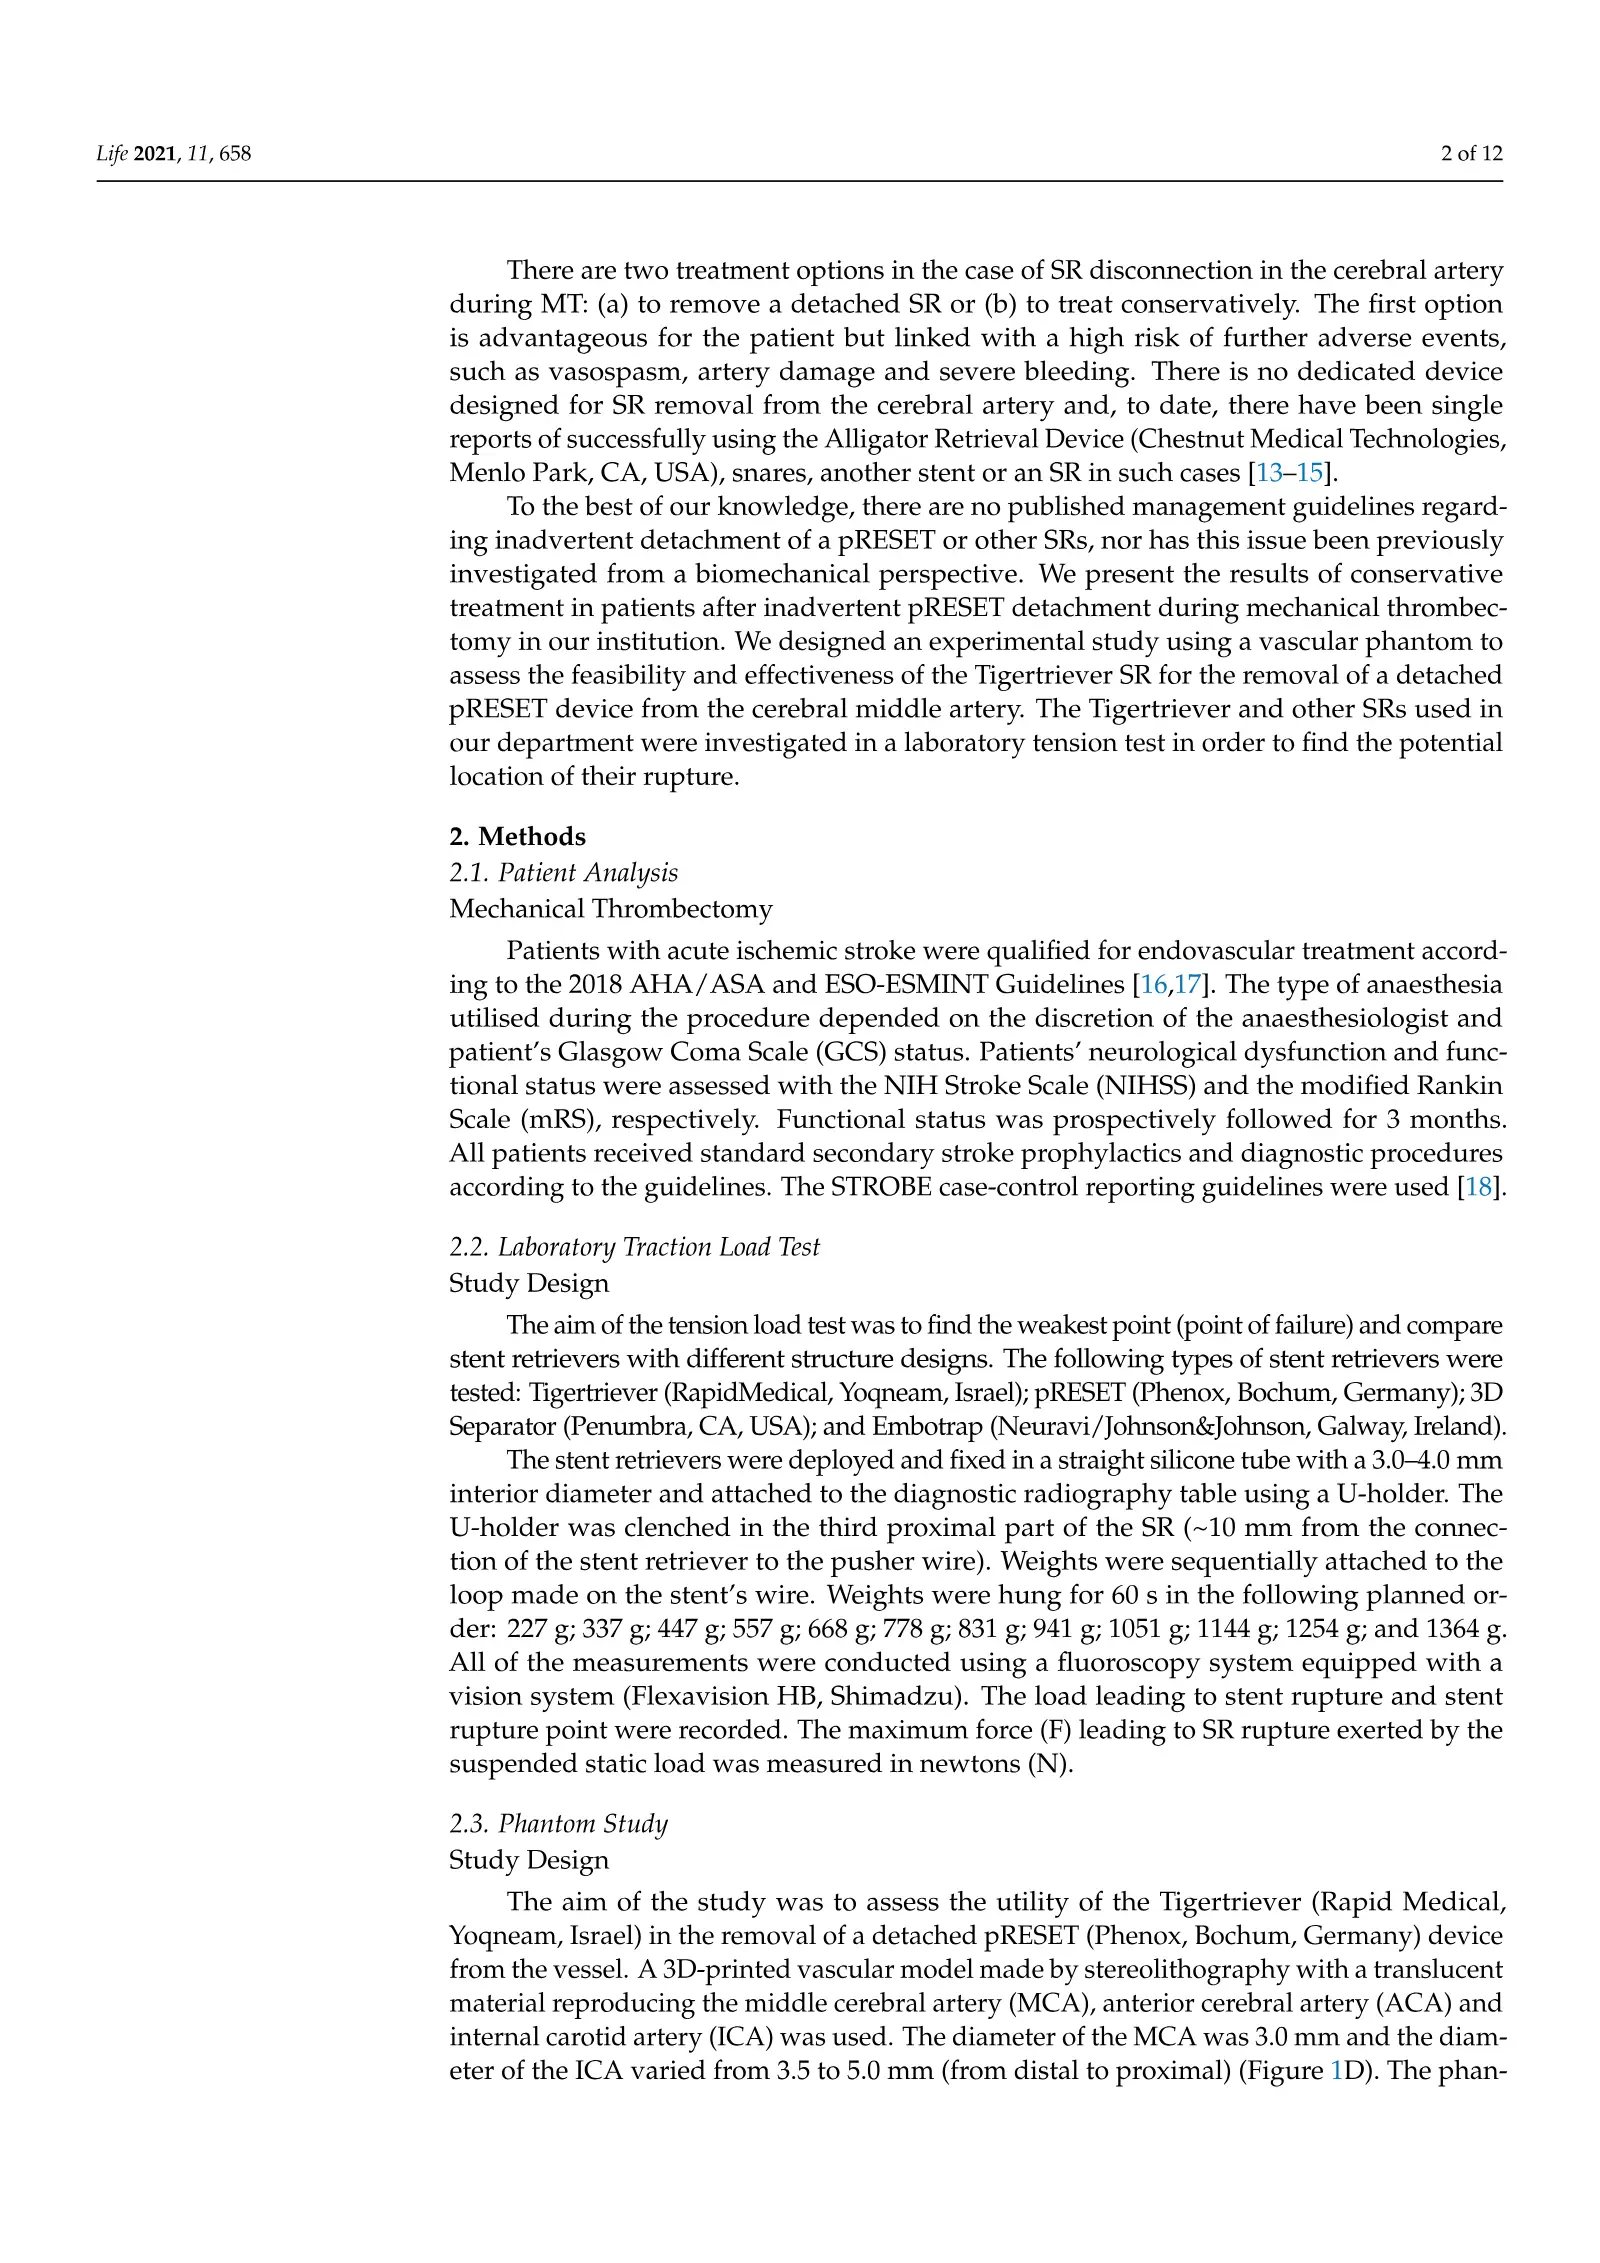 Life 2021, 11, 658
2 of 12
There are two treatment options in the case of SR disconnection in the cerebral artery
during MT: (a) to remove a detached SR or (b) to treat conservatively. The first option
is advantageous for the patient but linked with a high risk of further adverse events,
such as vasospasm, artery damage and severe bleeding. There is no dedicated device
designed for SR removal from the cerebral artery and, to date, there have been single
reports of successfully using the Alligator Retrieval Device (Chestnut Medical Technologies,
Menlo Park, CA, USA), snares, another stent or an SR in such cases [13–15].
To the best of our knowledge, there are no published management guidelines regard-
ing inadvertent detachment of a pRESET or other SRs, nor has this issue been previously
investigated from a biomechanical perspective. We present the results of conservative
treatment in patients after inadvertent pRESET detachment during mechanical thrombec-
tomy in our institution. We designed an experimental study using a vascular phantom to
assess the feasibility and effectiveness of the Tigertriever SR for the removal of a detached
pRESET device from the cerebral middle artery. The Tigertriever and other SRs used in
our department were investigated in a laboratory tension test in order to find the potential
location of their rupture.
2. Methods
2.1. Patient Analysis
Mechanical Thrombectomy
Patients with acute ischemic stroke were qualified for endovascular treatment accord-
ing to the 2018 AHA/ASA and ESO-ESMINT Guidelines [16,17]. The type of anaesthesia
utilised during the procedure depended on the discretion of the anaesthesiologist and
patient's Glasgow Coma Scale (GCS) status. Patients' neurological dysfunction and func-
tional status were assessed with the NIH Stroke Scale (NIHSS) and the modified Rankin
Scale (mRS), respectively. Functional status was prospectively followed for 3 months.
All patients received standard secondary stroke prophylactics and diagnostic procedures
according to the guidelines. The STROBE case-control reporting guidelines were used [18].
2.2. Laboratory Traction Load Test
Study Design
The aim of the tension load test was to find the weakest point (point of failure) and compare
stent retrievers with different structure designs. The following types of stent retrievers were
tested: Tigertriever (RapidMedical, Yoqneam, Israel); pRESET (Phenox, Bochum, Germany); 3D
Separator (Penumbra, CA, USA); and Embotrap (Neuravi/Johnson&Johnson, Galway, Ireland).
The stent retrievers were deployed and fixed in a straight silicone tube with a 3.0–4.0 mm
interior diameter and attached to the diagnostic radiography table using a U-holder. The
U-holder was clenched in the third proximal part of the SR (~10 mm from the connec-
tion of the stent retriever to the pusher wire). Weights were sequentially attached to the
loop made on the stent's wire. Weights were hung for 60 s in the following planned or-
der: 227 g; 337 g; 447 g; 557 g; 668 g; 778 g; 831 g; 941 g; 1051 g; 1144 g; 1254 g; and 1364 g.
All of the measurements were conducted using a fluoroscopy system equipped with a
vision system (Flexavision HB, Shimadzu). The load leading to stent rupture and stent
rupture point were recorded. The maximum force (F) leading to SR rupture exerted by the
suspended static load was measured in newtons (N).
2.3. Phantom Study
Study Design
The aim of the study was to assess the utility of the Tigertriever (Rapid Medical,
Yoqneam, Israel) in the removal of a detached pRESET (Phenox, Bochum, Germany) device
from the vessel. A 3D-printed vascular model made by stereolithography with a translucent
material reproducing the middle cerebral artery (MCA), anterior cerebral artery (ACA) and
internal carotid artery (ICA) was used. The diameter of the MCA was 3.0 mm and the diam-
eter of the ICA varied from 3.5 to 5.0 mm (from distal to proximal) (Figure 1D). The phan-